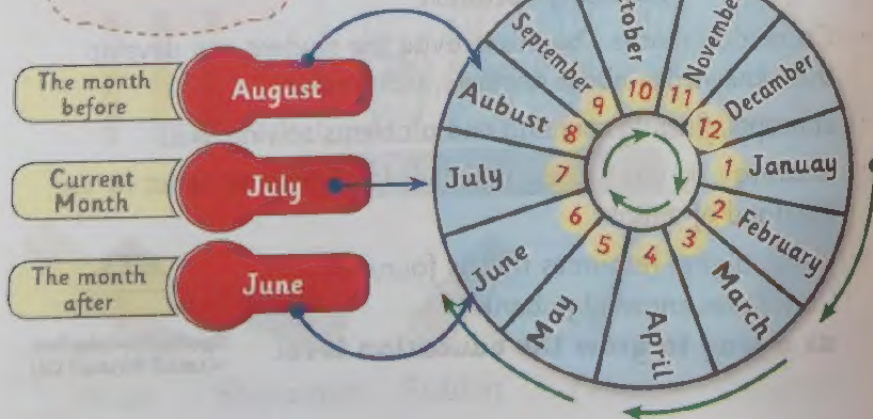 The month
before
August
Current
Month
July
The month
after
June
September
November
Decamber
Januay
February
March
April
May
June
July
Aubust
9
10
11
12
1
2
3
4
5
6
7
8